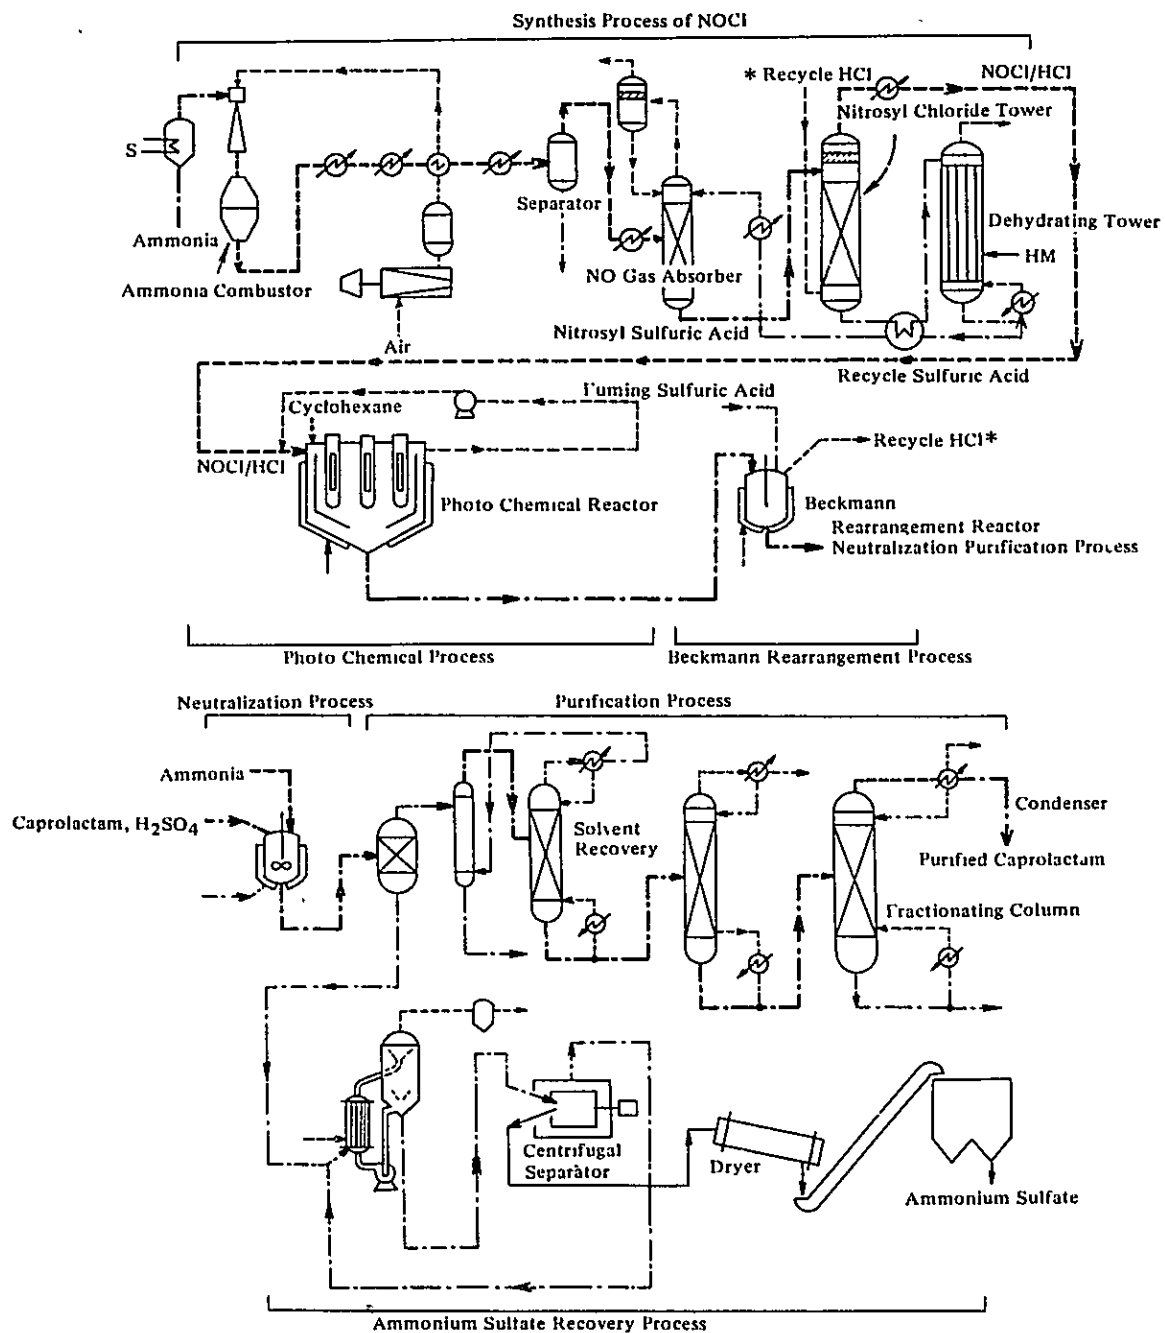 Synthesis Process of NOCl
* Recycle HCl
NOCl/HCl
Nitrosyl Chloride Tower
S
Separator
Ammonia
Dehydrating Tower
HM
NO Gas Absorber
Ammonia Combustor
Nitrosyl Sulfuric Acid
Air
Recycle Sulfuric Acid
Fuming Sulfuric Acid
Cyclohexane
Recycle HCl*
NOCl/HCl
Photo Chemical Reactor
Beckmann
Rearrangement Reactor
Neutralization Purification Process
Photo Chemical Process
Beckmann Rearrangement Process
Neutralization Process
Purification Process
Ammonia
Caprolactam, H2SO4
Solvent
Recovery
Condenser
Purified Caprolactam
Fractionating Column
Centrifugal
Separator
Dryer
Ammonium Sulfate
Ammonium Sulfate Recovery Process